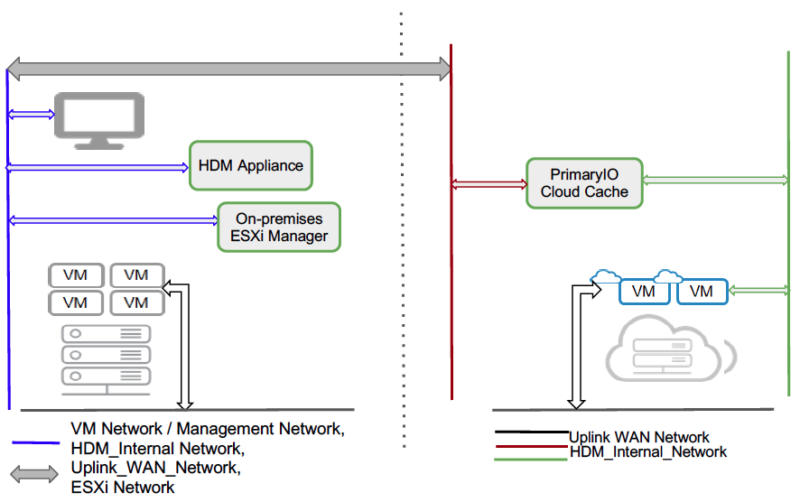 HDM Appliance
On-premises
ESXi Manager
VM VM
VM VM
PrimaryIO
Cloud Cache
VM VM
VM Network / Management Network,
HDM_Internal Network,
Uplink_WAN_Network,
ESXi Network
Uplink WAN Network
HDM_Internal_Network